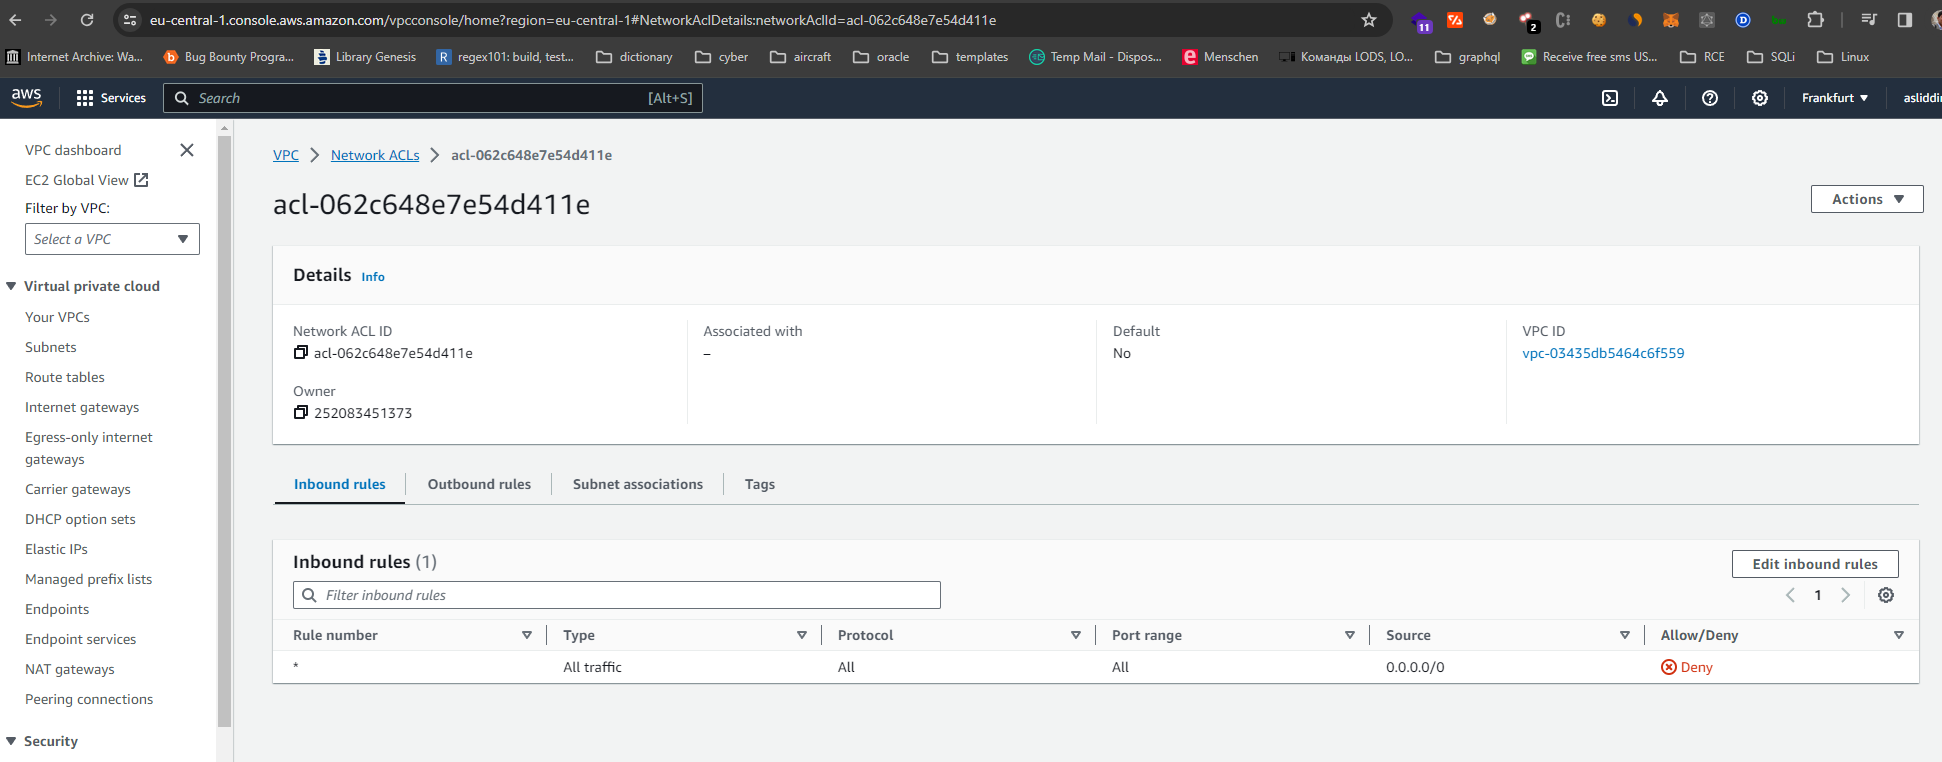 eu-central-1.console.aws.amazon.com/vpcconsole/home?region=eu-central-1#NetworkAclDetails:networkAclId=acl-062c648e7e54d411e
11
2
Internet Archive: Wa...
Bug Bounty Progra...
Library Genesis
R
regex101: build, test...
dictionary
cyber
aircraft
oracle
templates
Temp Mail - Dispos...
Menschen
Команды LODS, LO...
graphql
Receive free sms US...
RCE
SQLi
Linux
aws
Services
Search
[Alt+S]
Frankfurt
asliddin
VPC dashboard
EC2 Global View
Filter by VPC:
Select a VPC
Virtual private cloud
Your VPCs
Subnets
Route tables
Internet gateways
Egress-only internet
gateways
Carrier gateways
DHCP option sets
Elastic IPs
Managed prefix lists
Endpoints
Endpoint services
NAT gateways
Peering connections
Security
VPC > Network ACLs > acl-062c648e7e54d411e
acl-062c648e7e54d411e
Actions
Details Info
Network ACL ID
acl-062c648e7e54d411e
Owner
252083451373
Associated with
–
Default
No
VPC ID
vpc-03435db5464c6f559
Inbound rules
Outbound rules
Subnet associations
Tags
Inbound rules (1)
Edit inbound rules
Filter inbound rules
1
Rule number Type Protocol Port range Source Allow/Deny
* All traffic All All 0.0.0.0/0 Deny